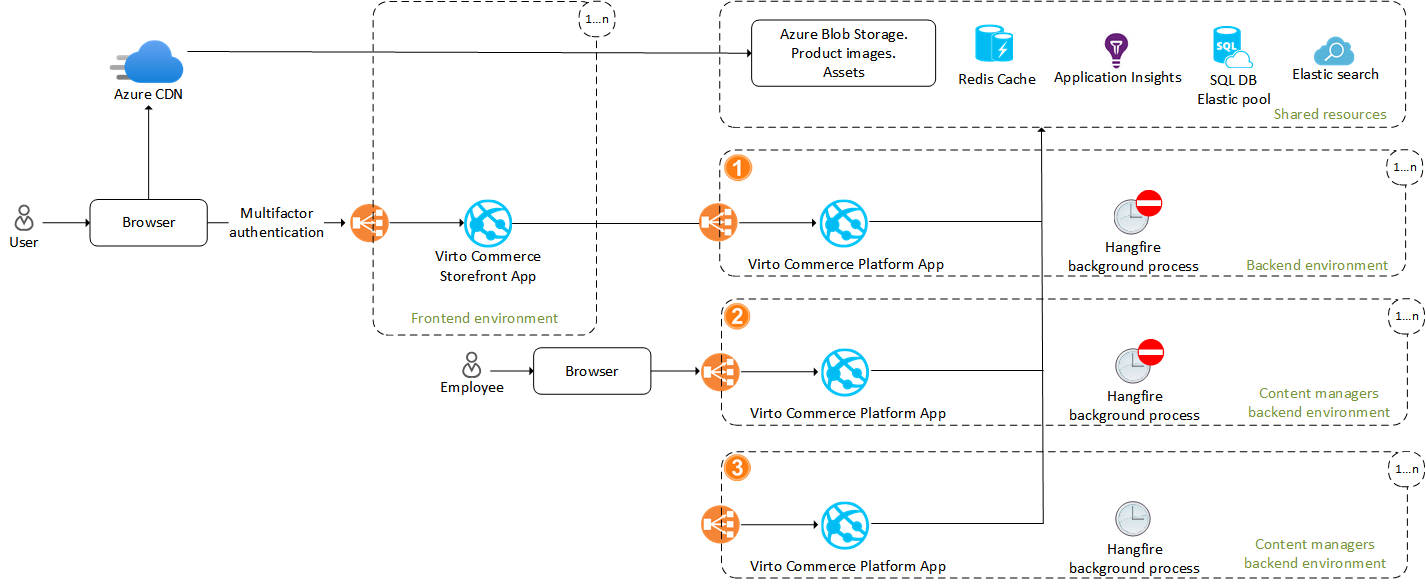 1...n
Azure Blob Storage.
Product images.
Assets
Redis Cache
Application Insights
SQL
SQL DB
Elastic pool
Elastic search
Shared resources
Azure CDN
1
1...n
User
Browser
Multifactor
authentication
Virto Commerce
Storefront App
Frontend environment
Virto Commerce Platform App
Hangfire
background process
Backend environment
2
1...n
Employee
Browser
Virto Commerce Platform App
Hangfire
background process
Content managers
backend environment
3
1...n
Virto Commerce Platform App
Hangfire
background process
Content managers
backend environment